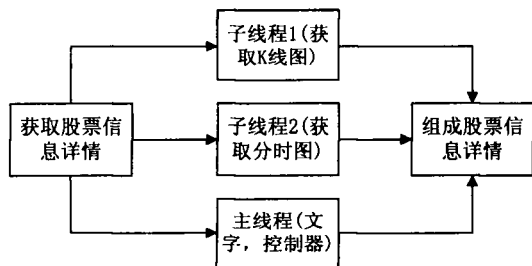 子线程1(获
取K线图)
获取股票信
息详情
子线程2(获
取分时图)
组成股票信
息详情
主线程(文
字,控制器)